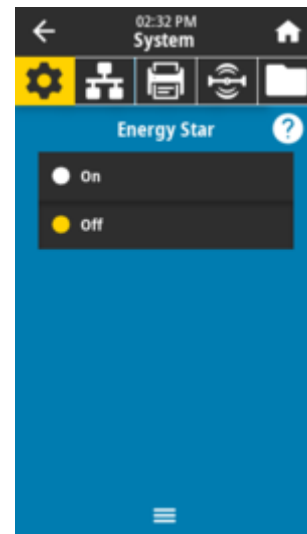 02:32 PM
System
Energy Star
?
On
Off